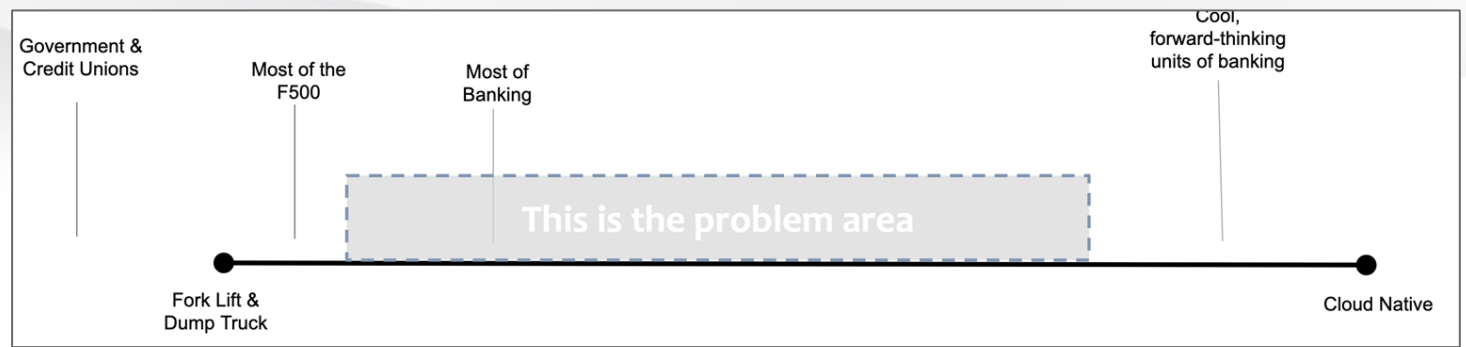 Government &
Credit Unions
Most of the
F500
Most of
Banking
Cool,
forward-thinking
units of banking
This is the problem area
Fork Lift &
Dump Truck
Cloud Native